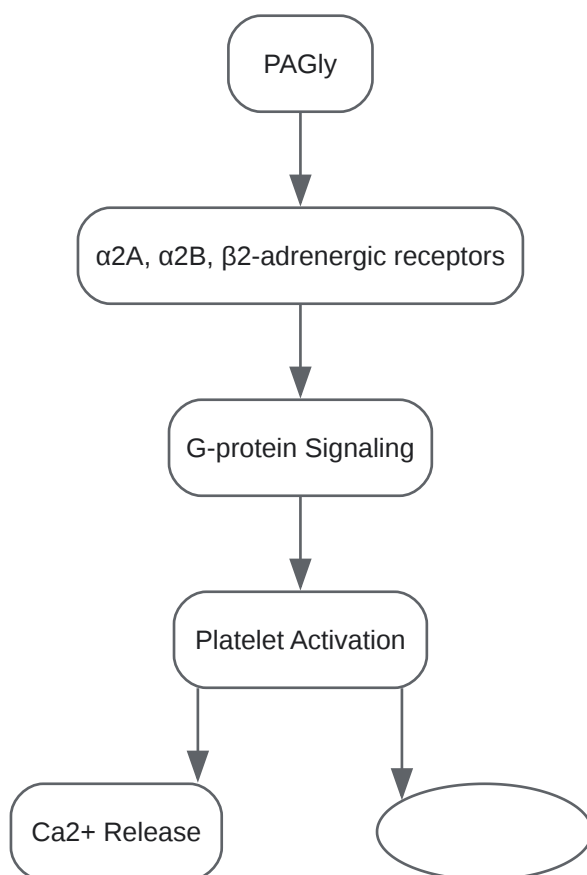 PAGly
α2A, α2B, β2-adrenergic receptors
G-protein Signaling
Platelet Activation
Ca2+ Release